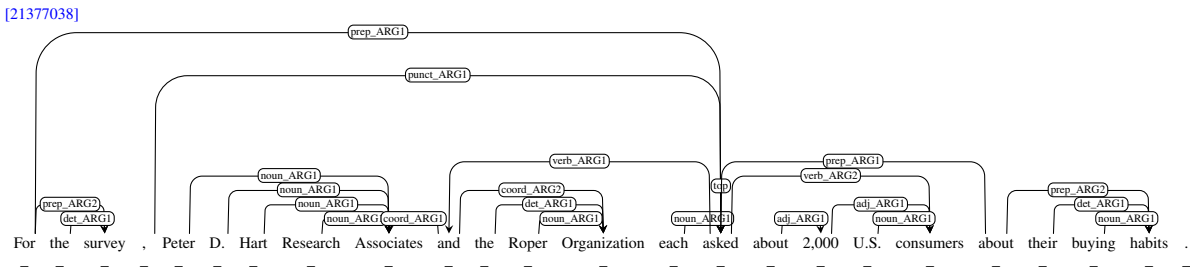 [21377038]
prep_ARG1
punct_ARG1
verb_ARG1 prep_ARG1
noun_ARG1 verb_ARG2
top
noun_ARG1 coord_ARG2 prep_ARG2
prep_ARG2 noun_ARG1 det_ARG1 adj_ARG1 det_ARG1
det_ARG1 noun_ARG1 coord_ARG1 noun_ARG1 noun_ARG1 adj_ARG1 noun_ARG1 noun_ARG1
For the survey , Peter D. Hart Research Associates and the Roper Organization each asked about 2,000 U.S. consumers about their buying habits .
_ _ _ _ _ _ _ _ _ _ _ _ _ _ _ _ _ _ _ _ _ _ _ _ _